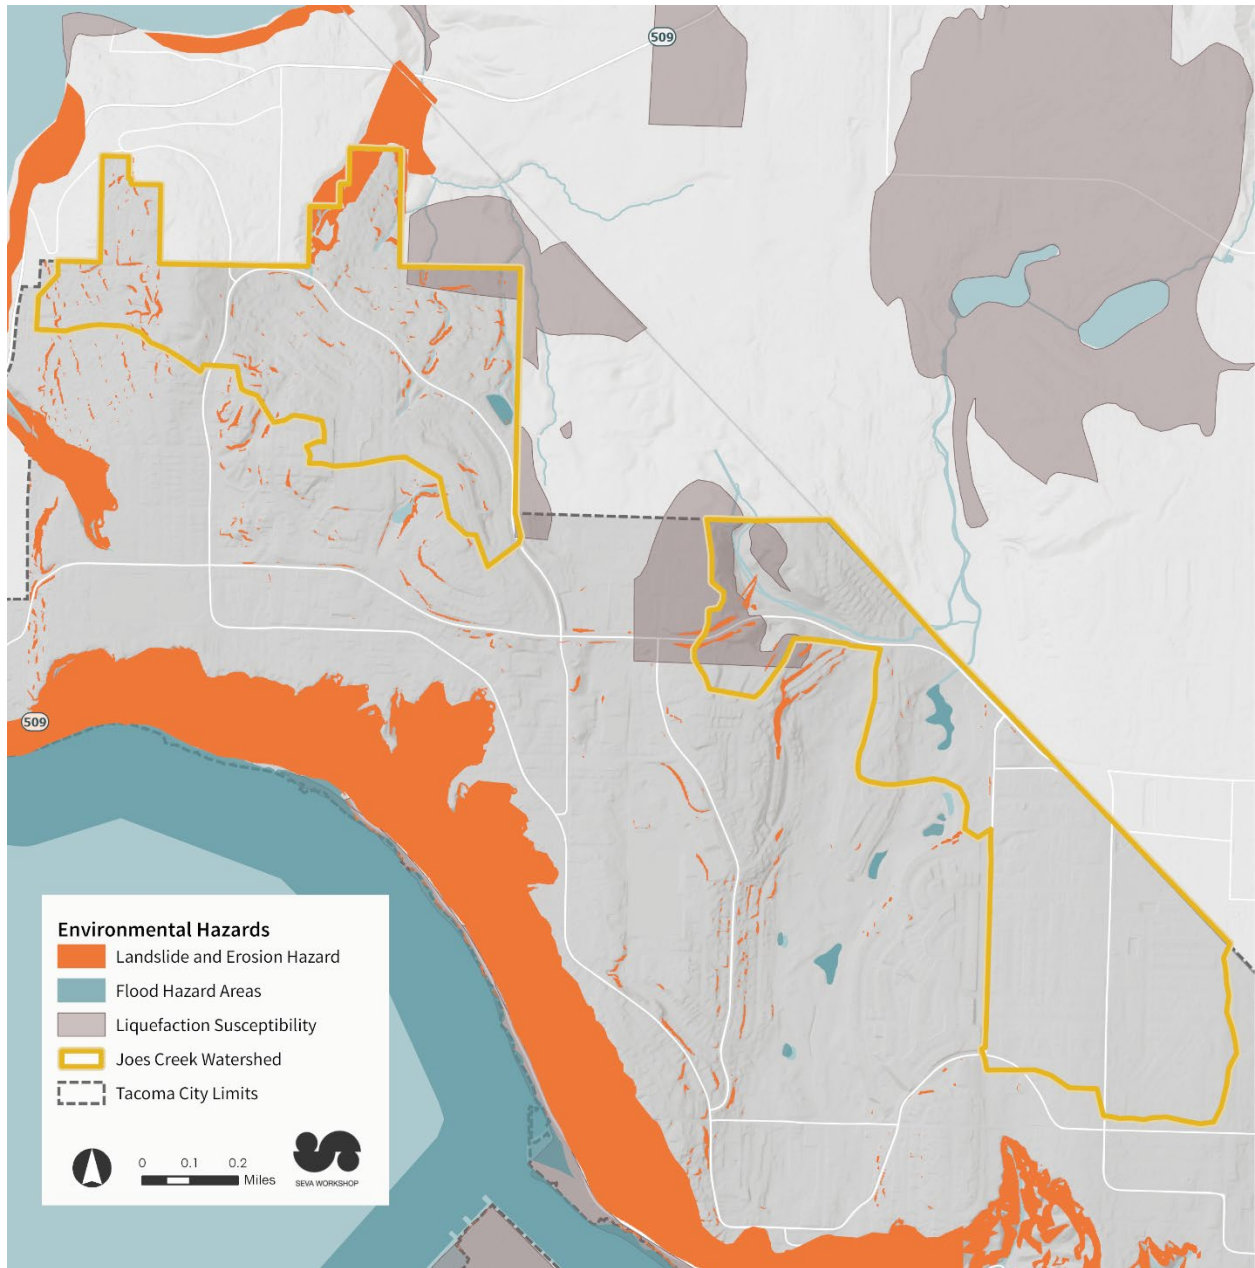 509
509
Environmental Hazards
Landslide and Erosion Hazard
Flood Hazard Areas
Liquefaction Susceptibility
Joes Creek Watershed
Tacoma City Limits
0 0.1 0.2
Miles
SEVA WORKSHOP